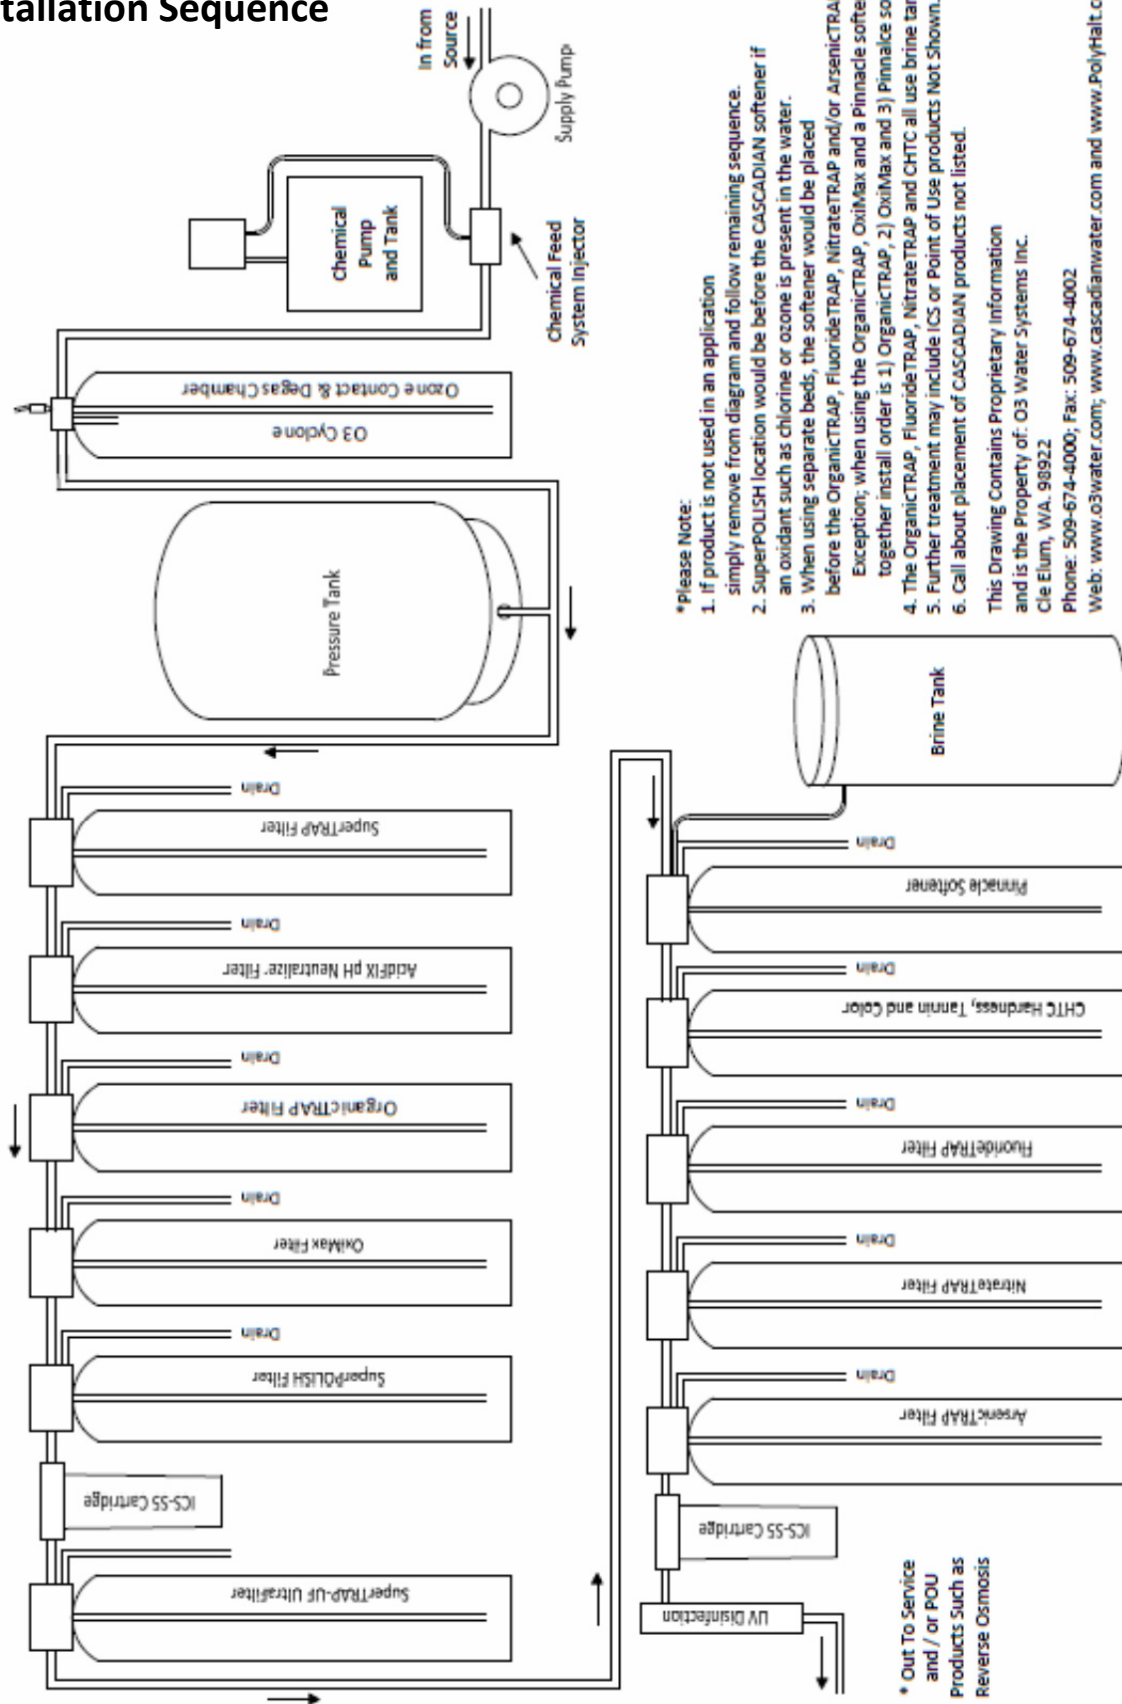 tallation Sequence
In from
Source
Supply Pump
Chemical
Pump
and Tank
Chemical Feed
System Injector
Ozone Contact & Degas Chamber
O3 Cyclone
Pressure Tank
Drain
SuperTRAP Filter
Drain
AcidFIX pH Neutralizer Filter
Drain
OrganicTRAP Filter
Drain
OxiMax Filter
Drain
SuperPOLISH Filter
ICS-SS Cartridge
SuperTRAP-UF UltraFilter
Brine Tank
Drain
Pinnacle Softener
Drain
CHTC Hardness, Tannin and Color
Drain
FluorideTRAP Filter
Drain
NitrateTRAP Filter
Drain
ArsenicTRAP Filter
ICS-SS Cartridge
UV Disinfection
* Out To Service
and / or POU
Products Such as
Reverse Osmosis
*Please Note:
1. If product is not used in an application
simply remove from diagram and follow remaining sequence.
2. SuperPOLISH location would be before the CASCADIAN softener if
an oxidant such as chlorine or ozone is present in the water.
3. When using separate beds, the softener would be placed
before the OrganicTRAP, FluorideTRAP, NitrateTRAP and/or ArsenicTRA
Exception; when using the OrganicTRAP, OxiMax and a Pinnacle softe
together install order is 1) OrganicTRAP, 2) OxiMax and 3) Pinnalce so
4. The OrganicTRAP, FluorideTRAP, NitrateTRAP and CHTC all use brine tan
5. Further treatment may include ICS or Point of Use products Not Shown.
6. Call about placement of CASCADIAN products not listed.
This Drawing Contains Proprietary Information
and is the Property of: O3 Water Systems Inc.
Cle Elum, WA. 98922
Phone: 509-674-4000; Fax: 509-674-4002
Web: www.o3water.com; www.cascadianwater.com and www.PolyHalt.c